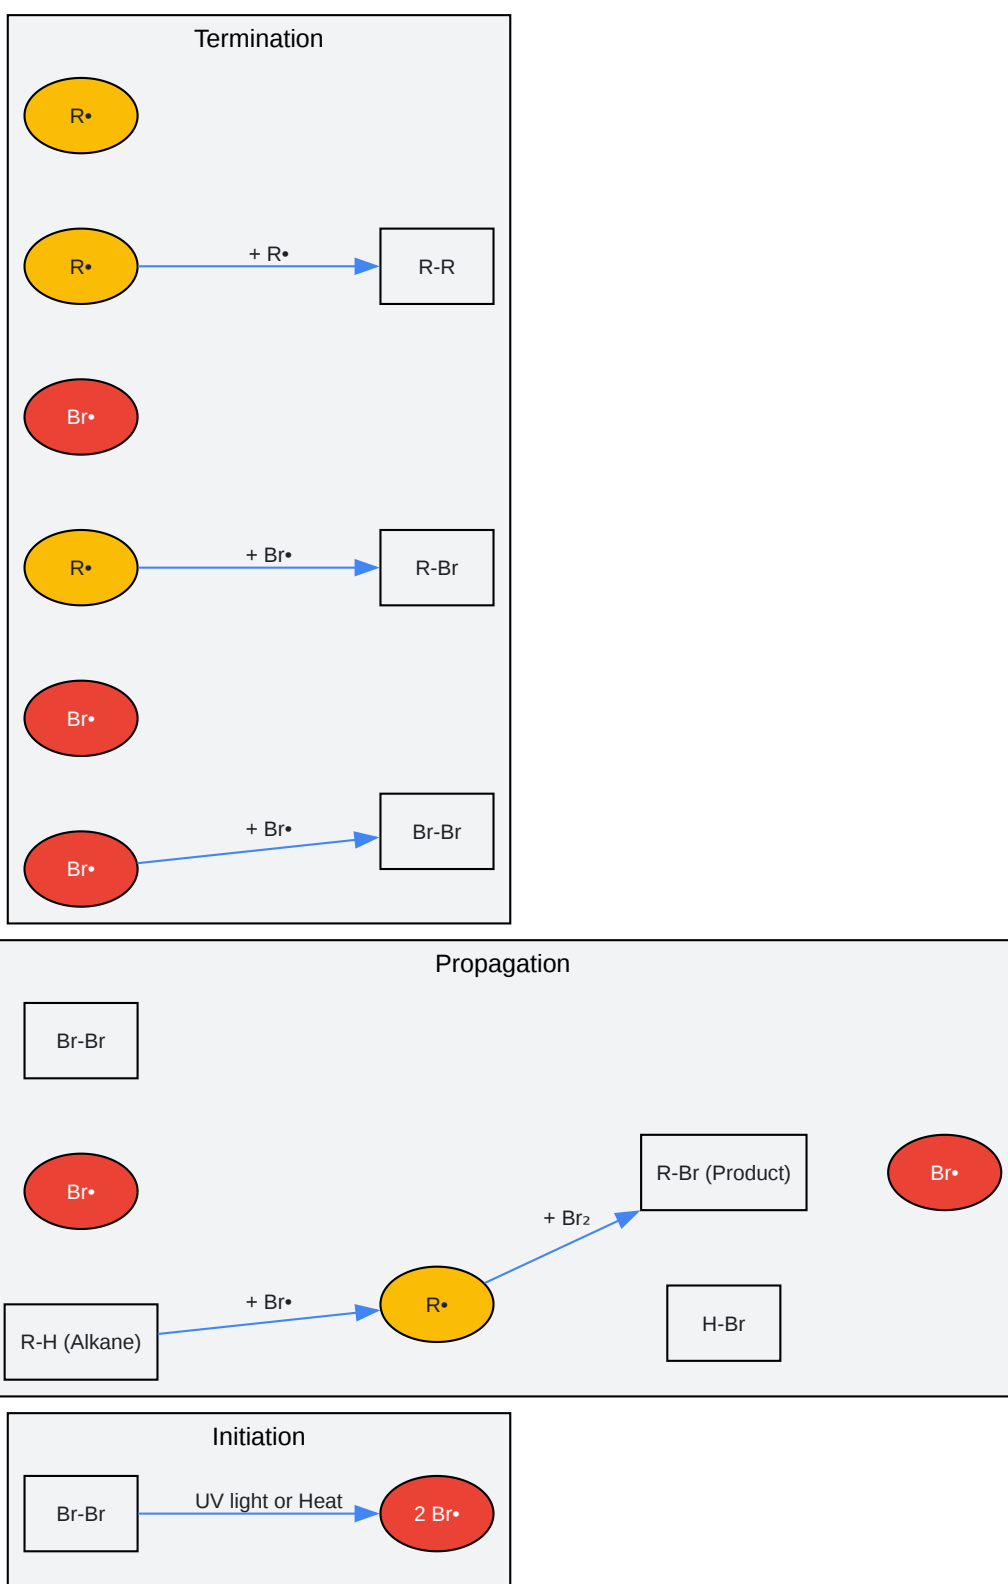 Termination
R•
R•
+ R•
R-R
Br•
R•
+ Br•
R-Br
Br•
Br•
+ Br•
Br-Br
Propagation
Br-Br
Br•
R-H (Alkane)
+ Br•
R•
+ Br₂
R-Br (Product)
H-Br
Br•
Initiation
Br-Br
UV light or Heat
2 Br•